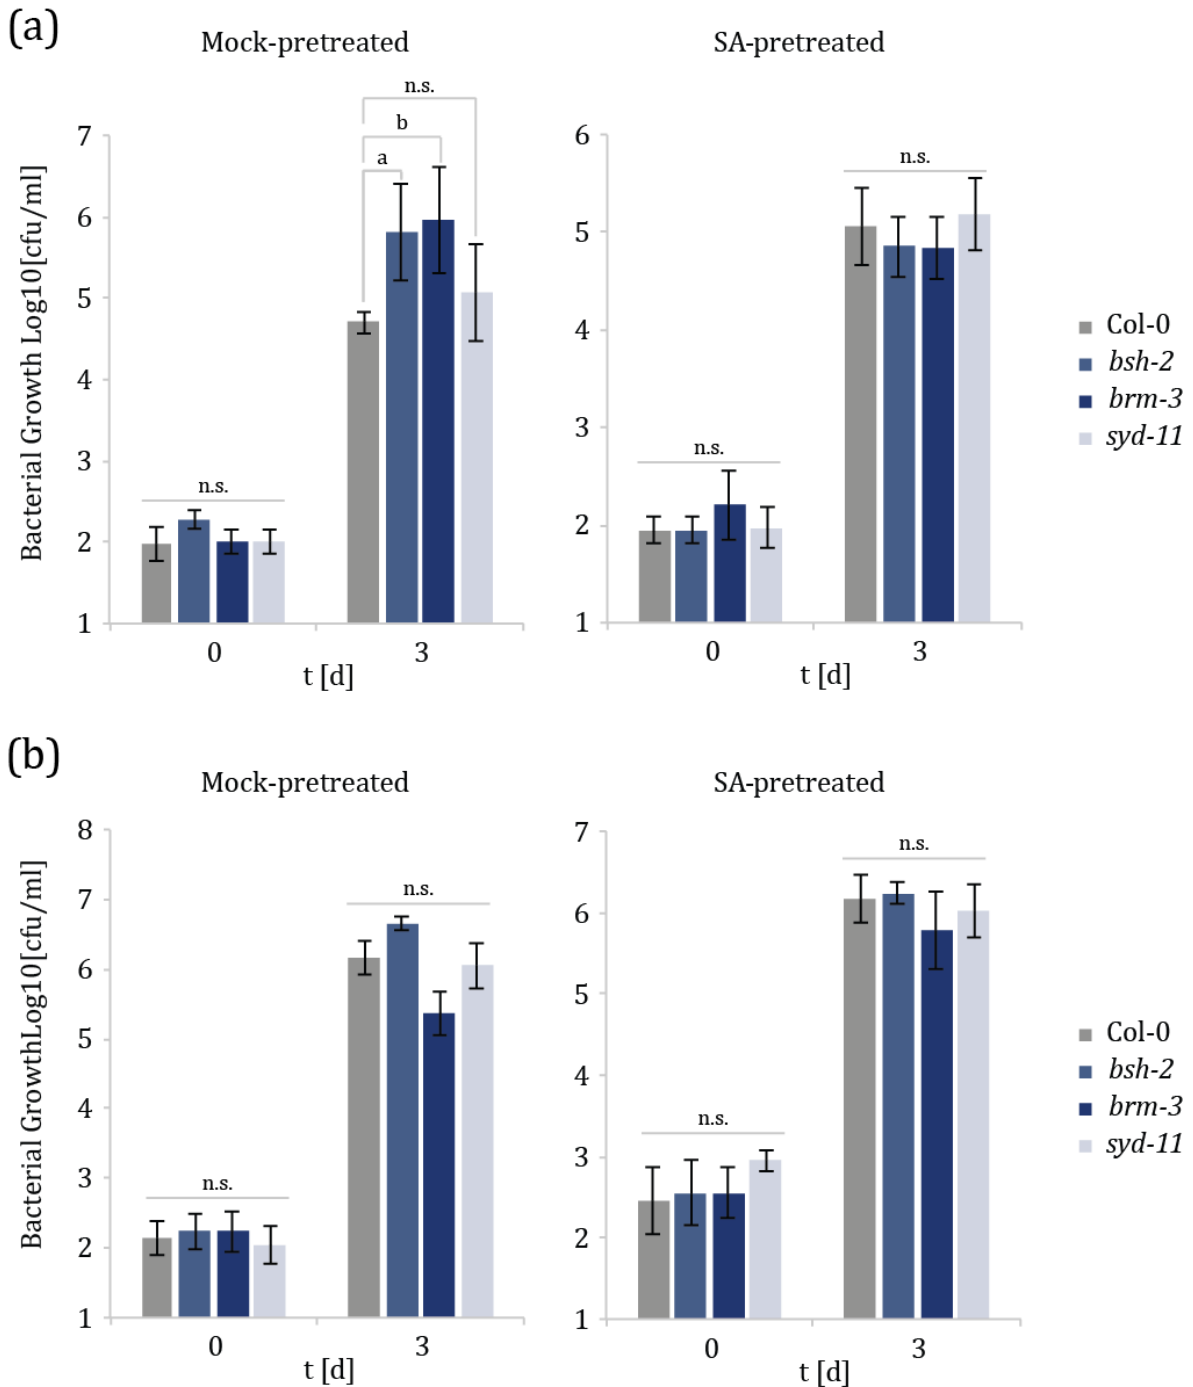 (a)
Mock-pretreated
SA-pretreated
Bacterial Growth Log10[cfu/ml]
7
6
5
4
3
2
1
n.s.
n.s.
b
a
0
3
t [d]
6
5
4
3
2
1
n.s.
n.s.
0
3
t [d]
Col-0
bsh-2
brm-3
syd-11
(b)
Mock-pretreated
SA-pretreated
Bacterial GrowthLog10[cfu/ml]
8
7
6
5
4
3
2
1
n.s.
n.s.
0
3
t [d]
7
6
5
4
3
2
1
n.s.
n.s.
0
3
t [d]
Col-0
bsh-2
brm-3
syd-11